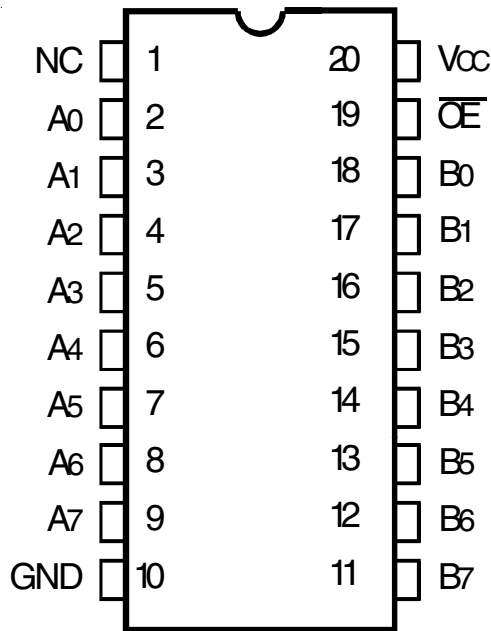 NC 1 20 VCC
A0 2 19 OE
A1 3 18 B0
A2 4 17 B1
A3 5 16 B2
A4 6 15 B3
A5 7 14 B4
A6 8 13 B5
A7 9 12 B6
GND 10 11 B7